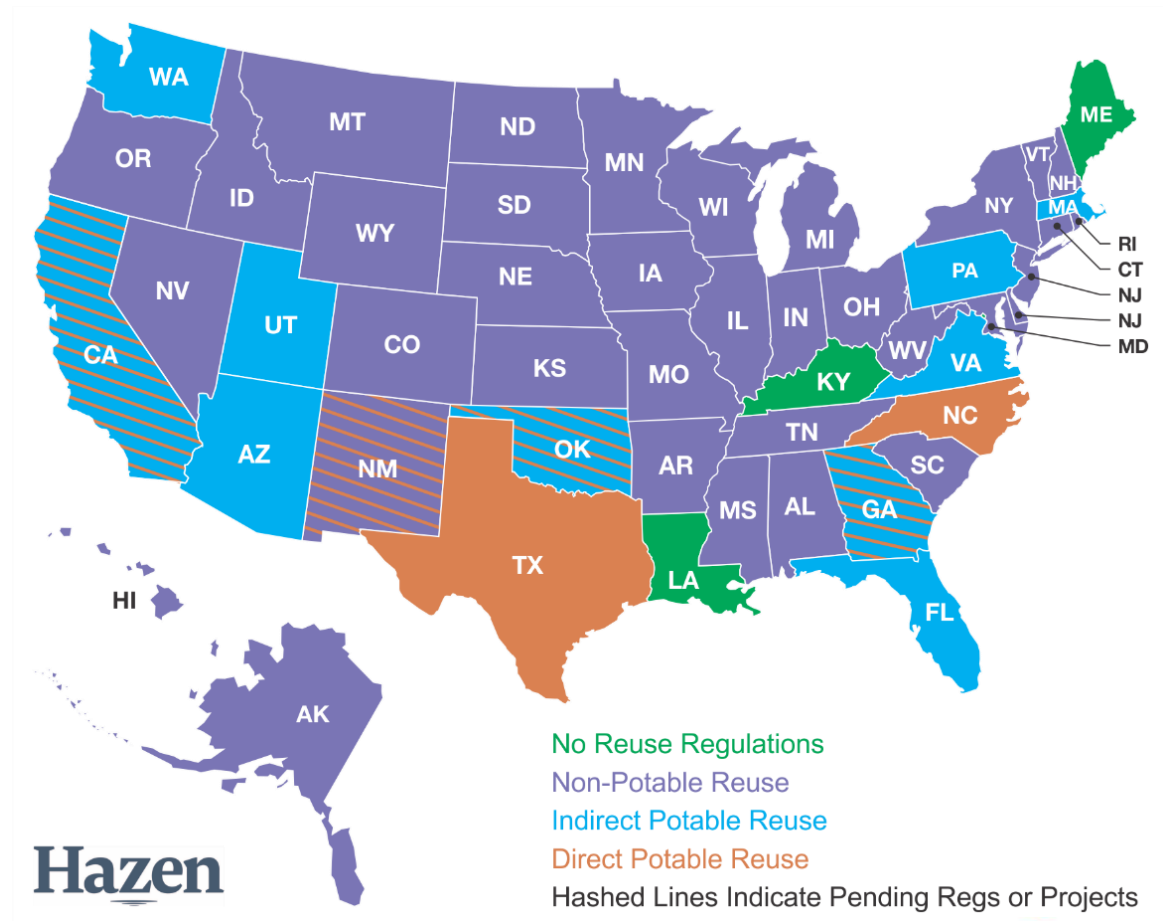 WA
MT
ND
MN
ME
OR
ID
SD
WI
VT
NH
NY
MA
WY
MI
RI
CT
NV
NE
IA
PA
NJ
UT
CO
IL
IN
OH
NJ
MD
CA
KS
MO
WV
VA
KY
NC
AZ
NM
OK
TN
AR
SC
MS
AL
GA
TX
LA
FL
HI
AK
No Reuse Regulations
Non-Potable Reuse
Indirect Potable Reuse
Direct Potable Reuse
Hashed Lines Indicate Pending Regs or Projects
Hazen